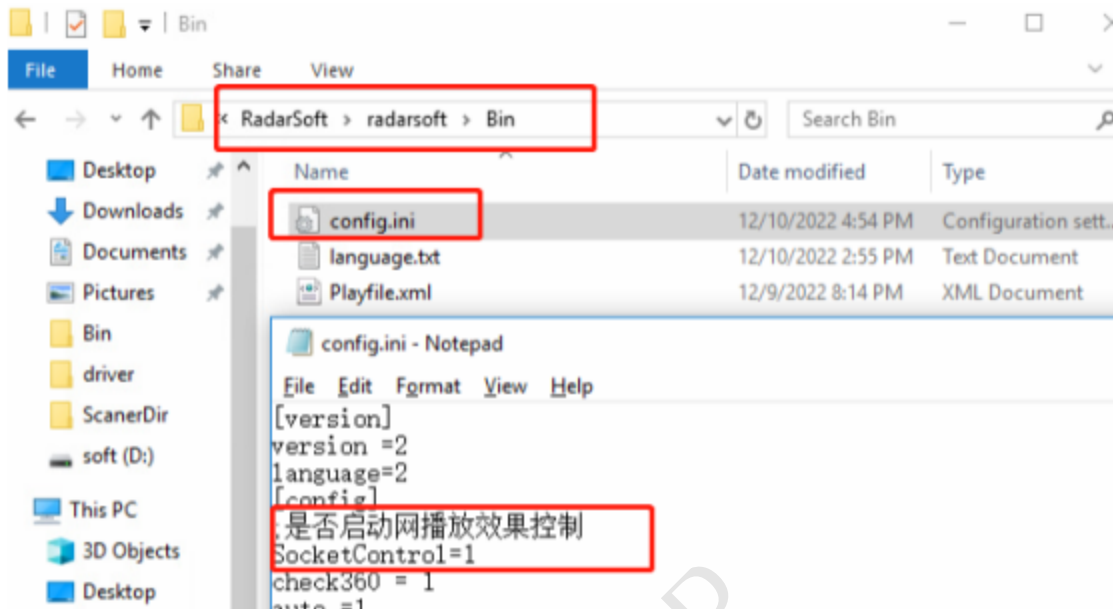 Bin
File Home Share View
RadarSoft > radarsoft > Bin
Search Bin
Name Date modified Type
Desktop
Downloads
Documents
Pictures
Bin
driver
ScanerDir
soft (D:)
This PC
3D Objects
Desktop
config.ini 12/10/2022 4:54 PM Configuration sett...
language.txt 12/10/2022 2:55 PM Text Document
Playfile.xml 12/9/2022 8:14 PM XML Document
config.ini - Notepad
File Edit Format View Help
[version]
version =2
language=2
[config]
;是否启动网播放效果控制
SocketControl=1
check360 = 1
auto =1